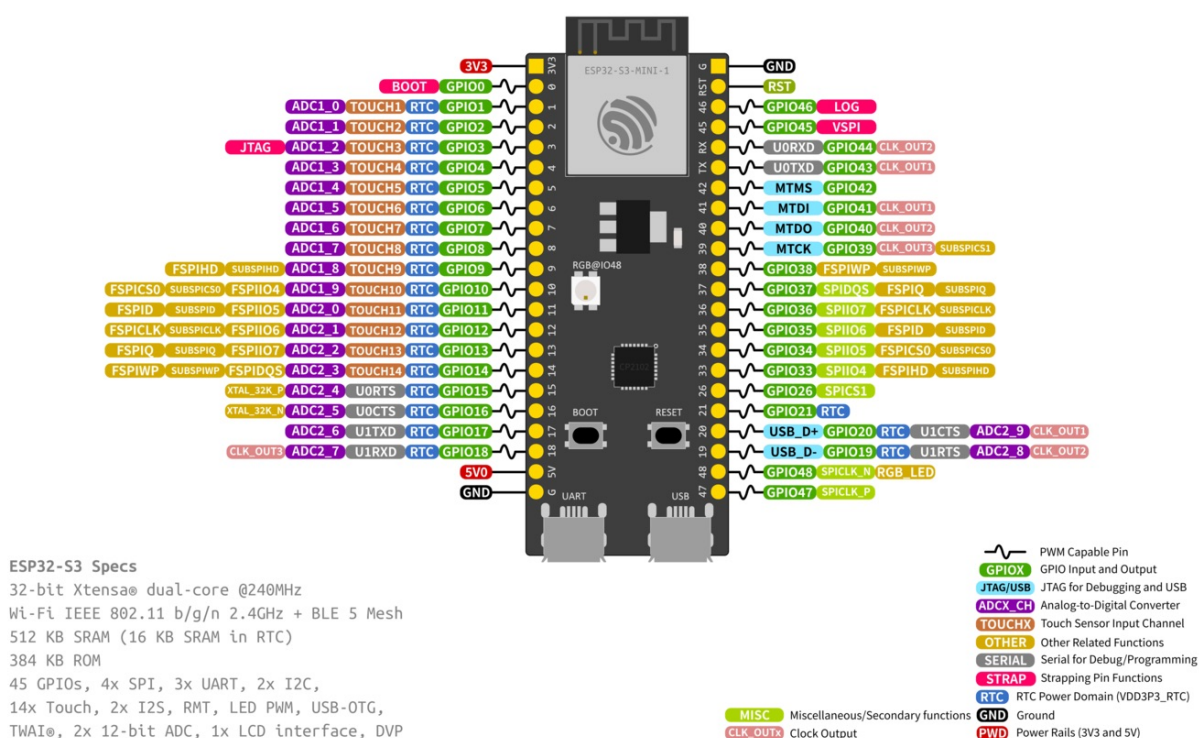 ESP32-S3-MINI-1
3V3 3V3 G GND
BOOT GPIO0 0 RST RST
ADC1_0 TOUCH1 RTC GPIO1 1 46 GPIO46 LOG
ADC1_1 TOUCH2 RTC GPIO2 2 45 GPIO45 VSPI
JTAG ADC1_2 TOUCH3 RTC GPIO3 3 RX U0RXD GPIO44 CLK_OUT2
ADC1_3 TOUCH4 RTC GPIO4 4 TX U0TXD GPIO43 CLK_OUT1
ADC1_4 TOUCH5 RTC GPIO5 5 42 MTMS GPIO42
ADC1_5 TOUCH6 RTC GPIO6 6 41 MTDI GPIO41 CLK_OUT1
ADC1_6 TOUCH7 RTC GPIO7 7 40 MTDO GPIO40 CLK_OUT2
ADC1_7 TOUCH8 RTC GPIO8 8 39 MTCK GPIO39 CLK_OUT3 SUBSPICS1
FSPIHD SUBSPIHD ADC1_8 TOUCH9 RTC GPIO9 9 RGB@IO48 38 GPIO38 FSPIWP SUBSPIWP
FSPICS0 SUBSPICS0 FSPIIO4 ADC1_9 TOUCH10 RTC GPIO10 10 37 GPIO37 SPIDQS FSPIQ SUBSPIQ
FSPID SUBSPID FSPIIO5 ADC2_0 TOUCH11 RTC GPIO11 11 36 GPIO36 SPIIO7 FSPICLK SUBSPICLK
FSPICLK SUBSPICLK FSPIIO6 ADC2_1 TOUCH12 RTC GPIO12 12 35 GPIO35 SPIIO6 FSPID SUBSPID
FSPIQ SUBSPIQ FSPIIO7 ADC2_2 TOUCH13 RTC GPIO13 13 34 GPIO34 SPIIO5 FSPICS0 SUBSPICS0
FSPIWP SUBSPIWP FSPIDQS ADC2_3 TOUCH14 RTC GPIO14 14 CP2102 33 GPIO33 SPIIO4 FSPIHD SUBSPIHD
XTAL_32K_P ADC2_4 U0RTS RTC GPIO15 15 26 GPIO26 SPICS1
XTAL_32K_N ADC2_5 U0CTS RTC GPIO16 16 BOOT RESET 21 GPIO21 RTC
ADC2_6 U1TXD RTC GPIO17 17 20 USB_D+ GPIO20 RTC U1CTS ADC2_9 CLK_OUT1
CLK_OUT3 ADC2_7 U1RXD RTC GPIO18 18 19 USB_D- GPIO19 RTC U1RTS ADC2_8 CLK_OUT2
5V0 5V 48 GPIO48 SPICLK_N RGB_LED
GND G UART USB 47 GPIO47 SPICLK_P
ESP32-S3 Specs
32-bit Xtensa® dual-core @240MHz
Wi-Fi IEEE 802.11 b/g/n 2.4GHz + BLE 5 Mesh
512 KB SRAM (16 KB SRAM in RTC)
384 KB ROM
45 GPIOs, 4x SPI, 3x UART, 2x I2C,
14x Touch, 2x I2S, RMT, LED PWM, USB-OTG,
TWAI®, 2x 12-bit ADC, 1x LCD interface, DVP
PWM Capable Pin
GPIOX GPIO Input and Output
JTAG/USB JTAG for Debugging and USB
ADCX_CH Analog-to-Digital Converter
TOUCHX Touch Sensor Input Channel
OTHER Other Related Functions
SERIAL Serial for Debug/Programming
STRAP Strapping Pin Functions
RTC RTC Power Domain (VDD3P3_RTC)
MISC Miscellaneous/Secondary functions GND Ground
CLK_OUTx Clock Output PWD Power Rails (3V3 and 5V)